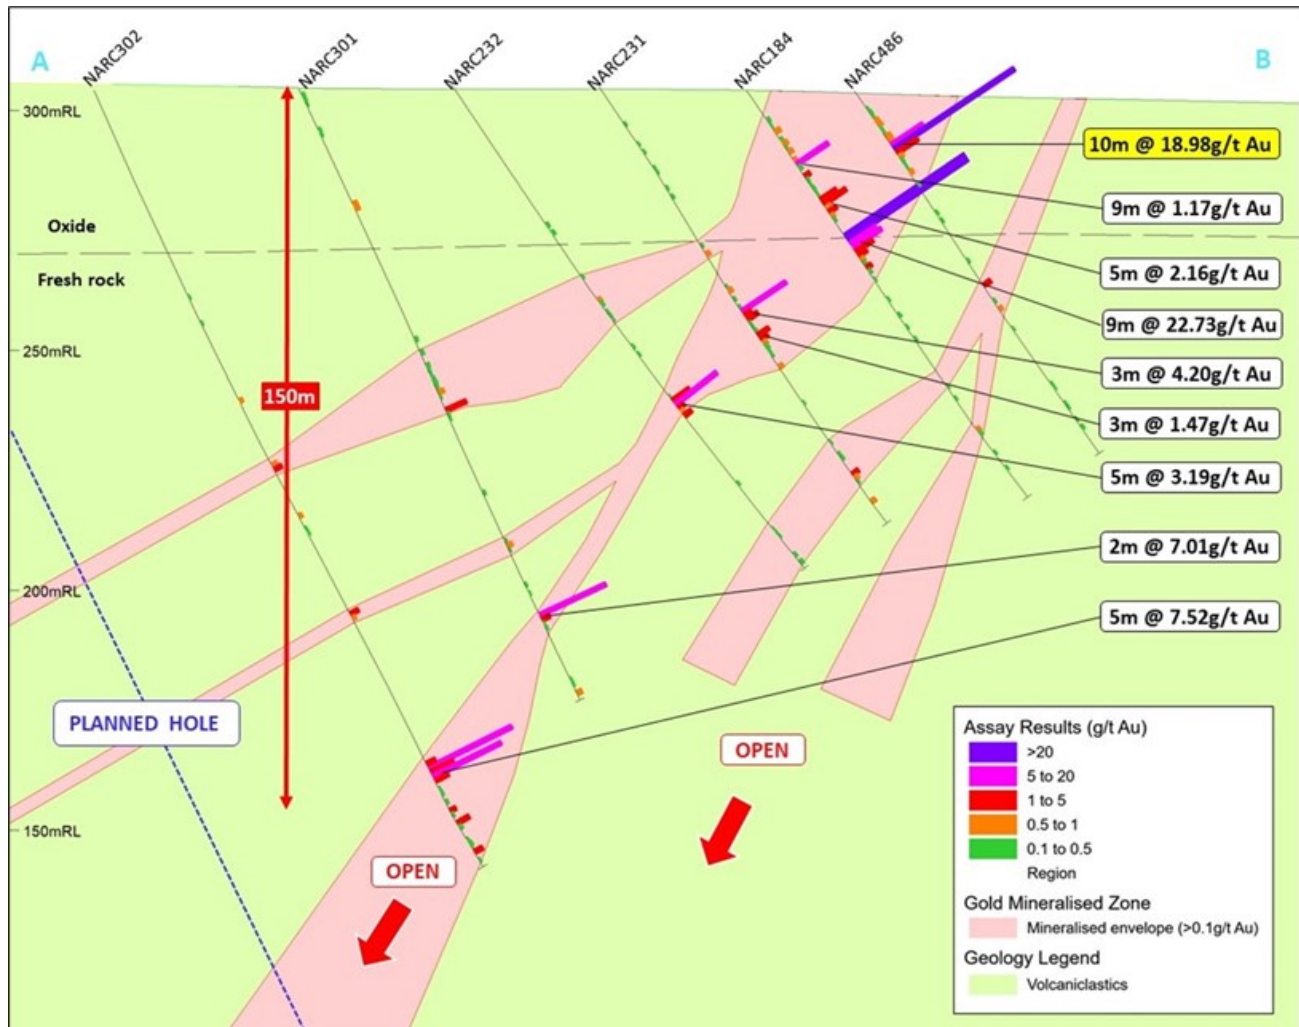 A
NARC302
NARC301
NARC232
NARC231
NARC184
NARC486
B
300mRL
10m @ 18.98g/t Au
9m @ 1.17g/t Au
Oxide
Fresh rock
5m @ 2.16g/t Au
9m @ 22.73g/t Au
250mRL
3m @ 4.20g/t Au
150m
3m @ 1.47g/t Au
5m @ 3.19g/t Au
2m @ 7.01g/t Au
200mRL
5m @ 7.52g/t Au
PLANNED HOLE
OPEN
150mRL
OPEN
Assay Results (g/t Au)
>20
5 to 20
1 to 5
0.5 to 1
0.1 to 0.5
Region
Gold Mineralised Zone
Mineralised envelope (>0.1g/t Au)
Geology Legend
Volcaniclastics